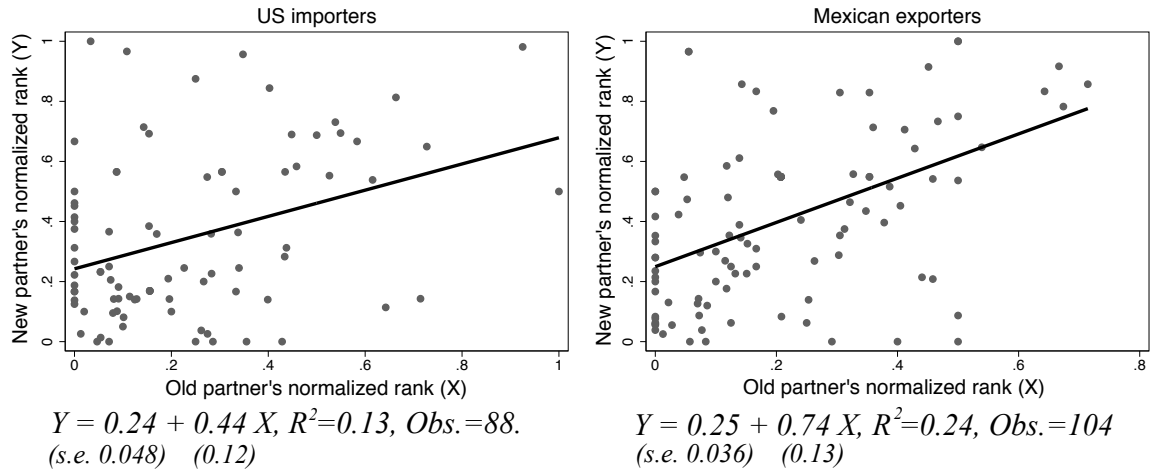 US importers
New partner's normalized rank (Y)
1
.8
.6
.4
.2
0
0
.2
.4
.6
.8
1
Old partner's normalized rank (X)
Y = 0.24 + 0.44 X, R²=0.13, Obs.=88.
(s.e. 0.048) (0.12)
Mexican exporters
New partner's normalized rank (Y)
1
.8
.6
.4
.2
0
0
.2
.4
.6
.8
Old partner's normalized rank (X)
Y = 0.25 + 0.74 X, R²=0.24, Obs.=104
(s.e. 0.036) (0.13)